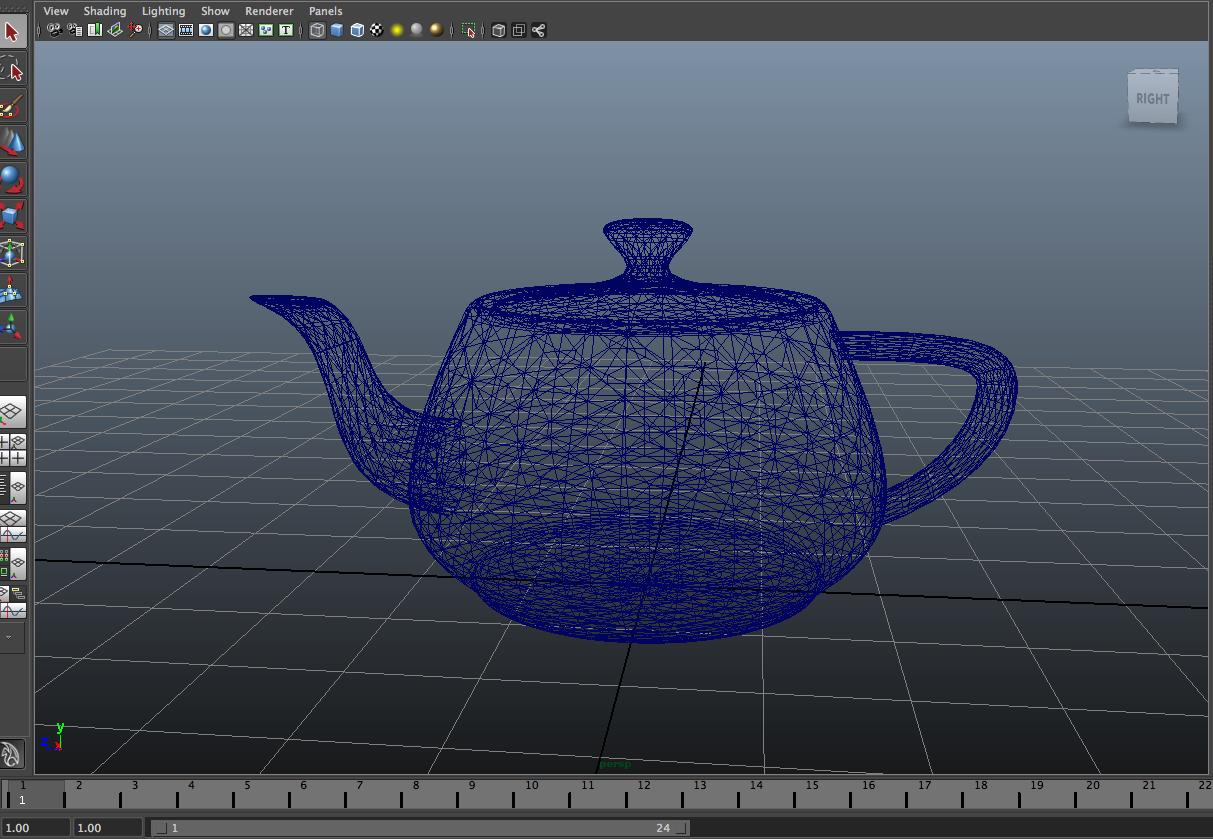 View Shading Lighting Show Renderer Panels
T
RIGHT
y
z
persp
1 2 3 4 5 6 7 8 9 10 11 12 13 14 15 16 17 18 19 20 21 22
1
1.00 1.00 1 24